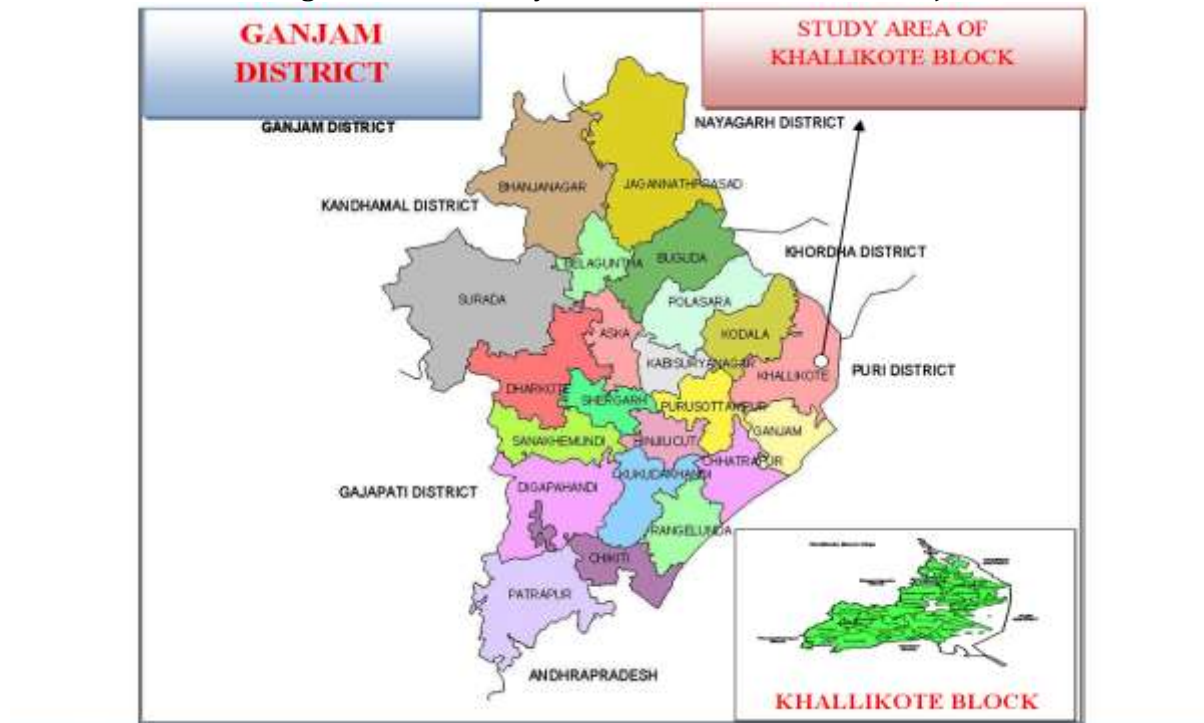 GANJAM
DISTRICT
STUDY AREA OF
KHALLIKOTE BLOCK
GANJAM DISTRICT
NAYAGARH DISTRICT
BHANJANAGAR
JAGANNATHPRASAD
KANDHAMAL DISTRICT
KHORDHA DISTRICT
BELAGUNTHA
BUGUDA
SURADA
POLASARA
ASKA
KODALA
KABISURYANAGAR
KHALLIKOTE
PURI DISTRICT
DHARKOTE
SHERGARH
PURUSOTTAMPUR
GANJAM
SANAKHEMUNDI
HINJILICUT
CHHATRAPUR
KUKUDAKHANDI
DIGAPAHANDI
GAJAPATI DISTRICT
RANGELUNDA
CHIKITI
PATRAPUR
ANDHRAPRADESH
KHALLIKOTE BLOCK